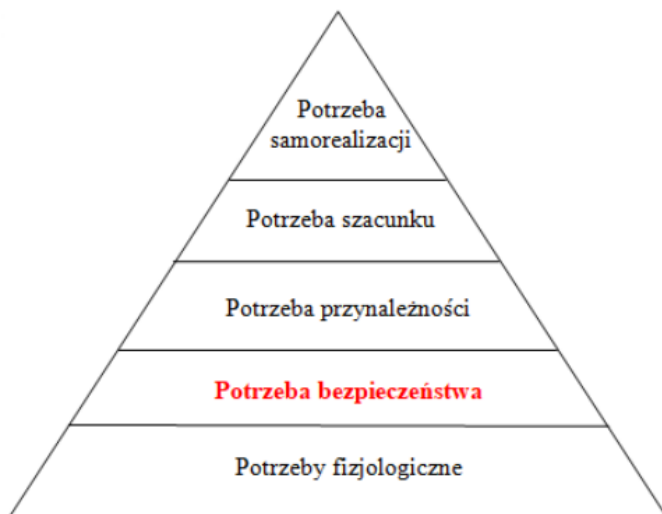 Potrzeba
samorealizacji
Potrzeba szacunku
Potrzeba przynależności
Potrzeba bezpieczeństwa
Potrzeby fizjologiczne